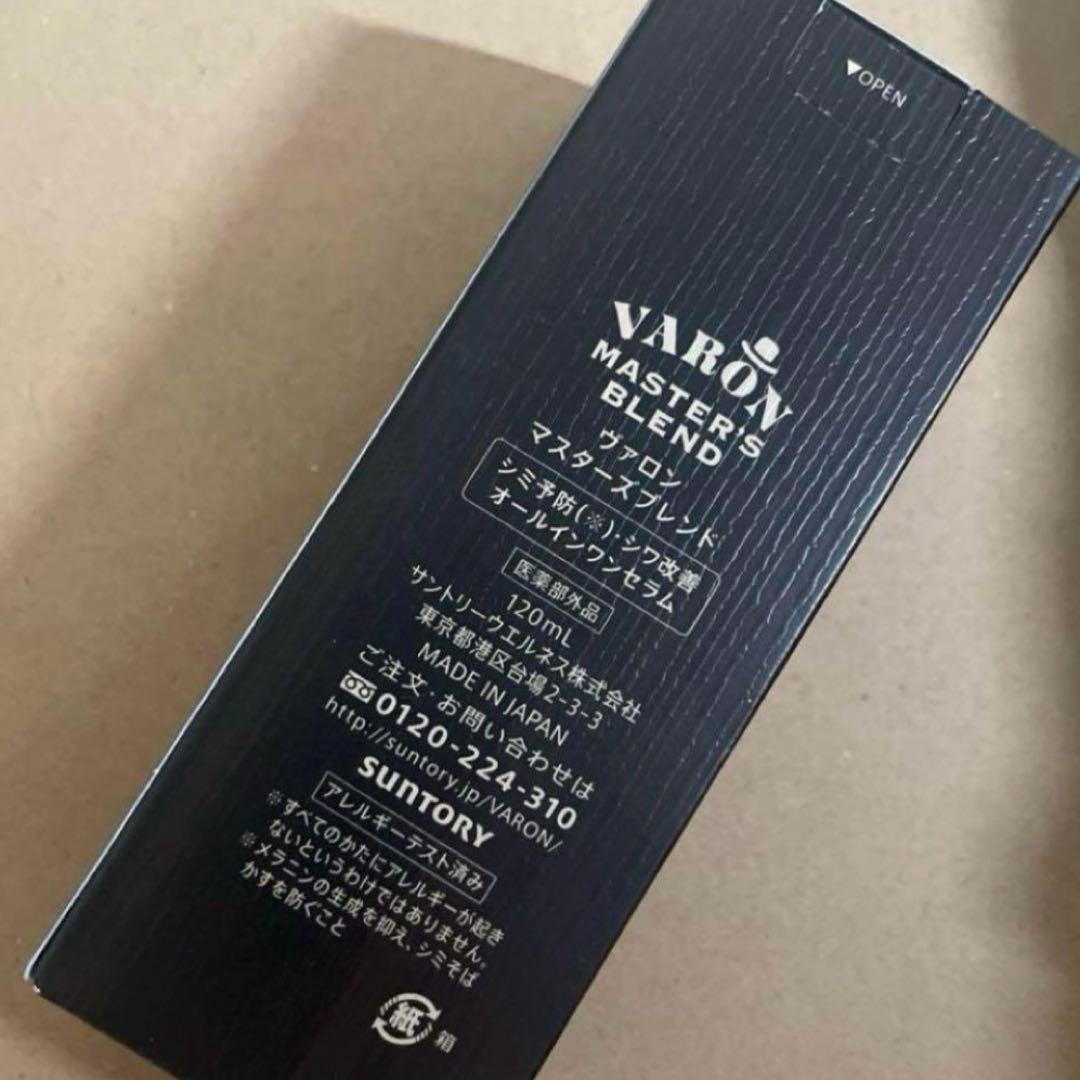 ▼OPEN
VARON
MASTER'S
BLEND
ヴァロン
マスターズブレンド
シミ予防(※)・シワ改善
オールインワンセラム
医薬部外品
120mL
サントリーウエルネス株式会社
東京都港区台場2-3-3
MADE IN JAPAN
ご注文・お問い合わせは
0120-224-310
http://suntory.jp/VARON/
SUNTORY
アレルギーテスト済み
※すべてのかたにアレルギーが起き
ないというわけではありません。
※メラニンの生成を抑え、シミそば
かすを防ぐこと
紙 箱